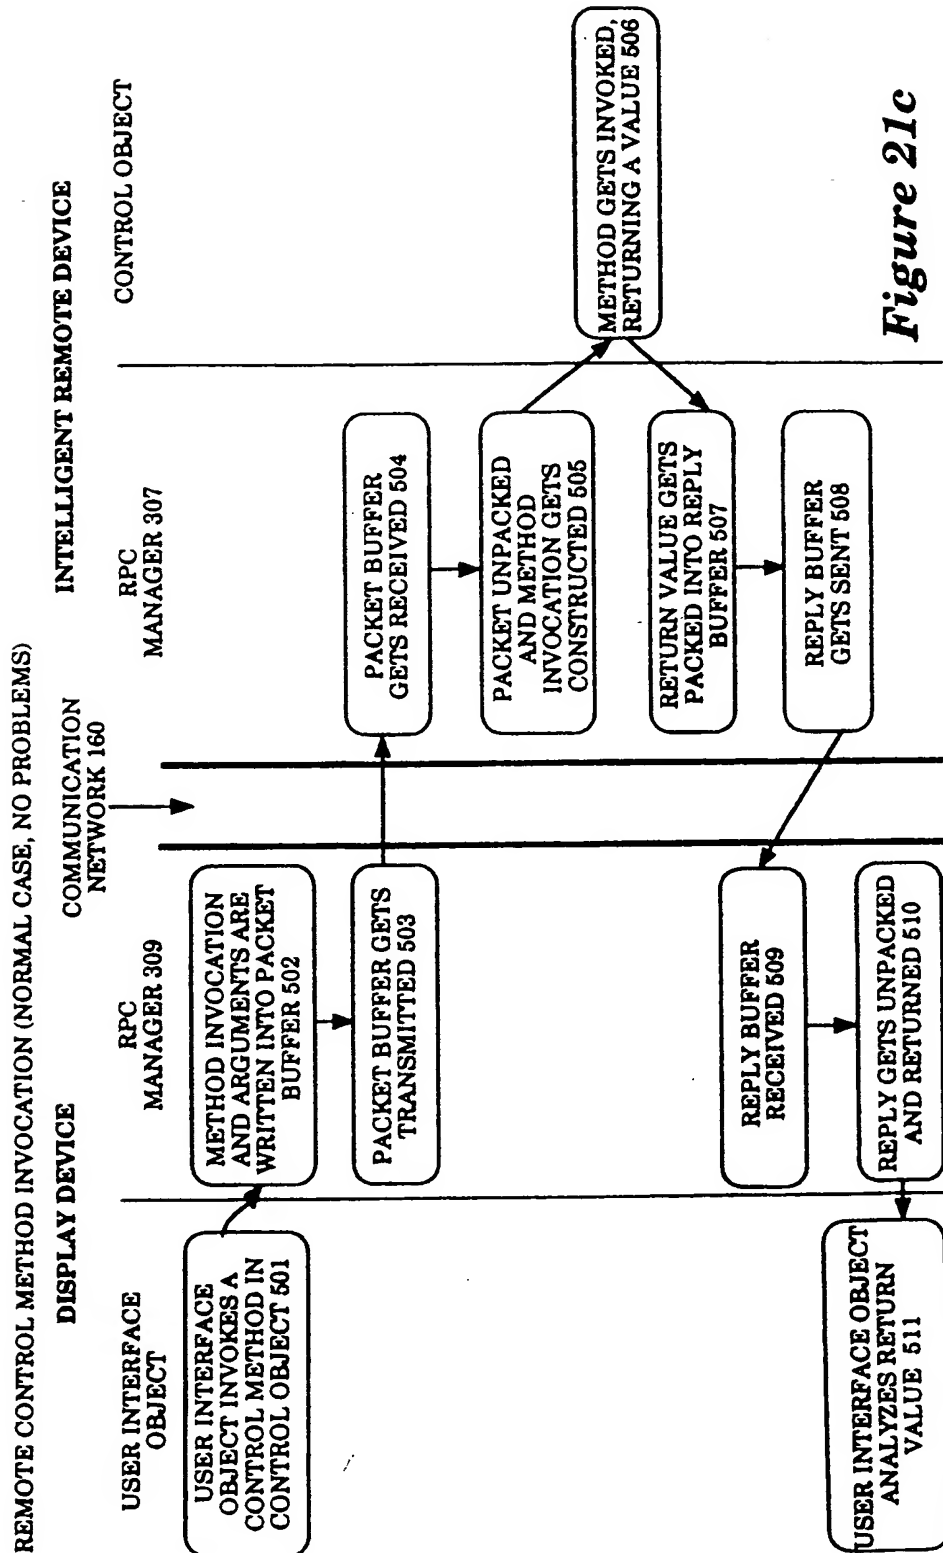 REMOTE CONTROL METHOD INVOCATION (NORMAL CASE, NO PROBLEMS)
DISPLAY DEVICE
INTELLIGENT REMOTE DEVICE
USER INTERFACE
OBJECT
RPC
MANAGER 309
COMMUNICATION
NETWORK 160
RPC
MANAGER 307
CONTROL OBJECT
USER INTERFACE
OBJECT INVOKES A
CONTROL METHOD IN
CONTROL OBJECT 501
METHOD INVOCATION
AND ARGUMENTS ARE
WRITTEN INTO PACKET
BUFFER 502
PACKET BUFFER GETS
TRANSMITTED 503
PACKET BUFFER
GETS RECEIVED 504
PACKET UNPACKED
AND METHOD
INVOCATION GETS
CONSTRUCTED 505
METHOD GETS INVOKED,
RETURNING A VALUE 506
RETURN VALUE GETS
PACKED INTO REPLY
BUFFER 507
REPLY BUFFER
GETS SENT 508
REPLY BUFFER
RECEIVED 509
REPLY GETS UNPACKED
AND RETURNED 510
USER INTERFACE OBJECT
ANALYZES RETURN
VALUE 511
Figure 21c